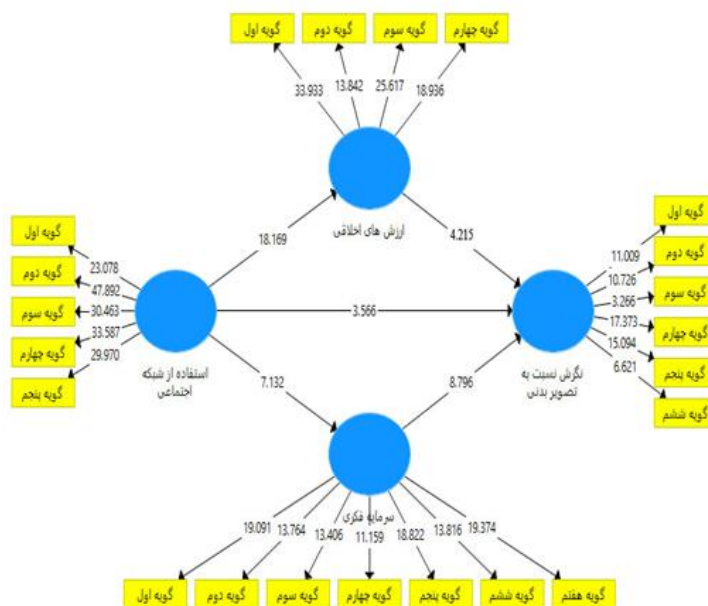 گویه اول
گویه دوم
گویه سوم
گویه چهارم
33.933
13.842
25.617
18.936
ارزش های اخلاقی
گویه اول
گویه دوم
گویه سوم
گویه چهارم
گویه پنجم
23.078
47.892
30.463
33.587
29.970
استفاده از شبکه
اجتماعی
18.169
4.215
3.566
7.132
8.796
گویه اول
گویه دوم
گویه سوم
گویه چهارم
گویه پنجم
گویه ششم
11.009
10.726
3.266
17.373
15.094
6.621
نگرش نسبت به
تصویر بدنی
سرمایه فکری
19.091
13.764
13.406
11.159
18.822
13.816
19.374
گویه اول
گویه دوم
گویه سوم
گویه چهارم
گویه پنجم
گویه ششم
گویه هفتم